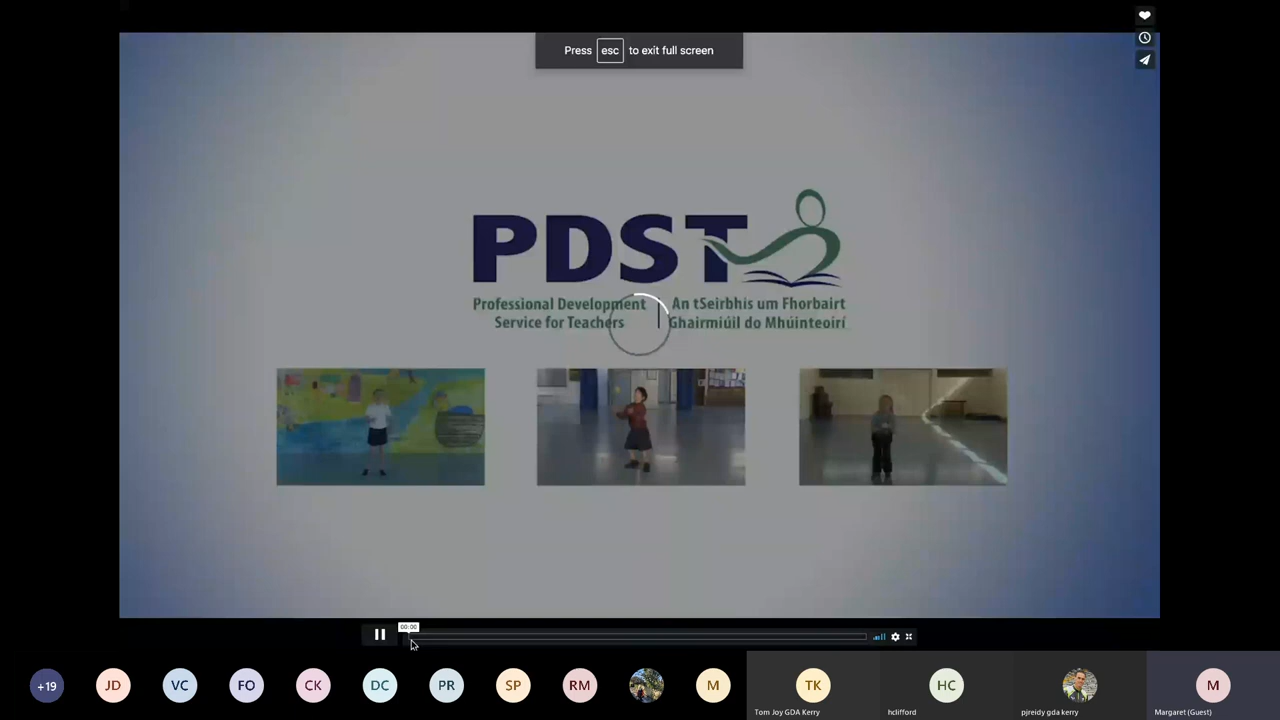 Press esc to exit full screen
PDST
Professional Development
Service for Teachers
An tSeirbhís um Fhorbairt
Ghairmiúil do Mhúinteoirí
00:00
+19
JD
VC
FO
CK
DC
PR
SP
RM
M
TK
HC
M
Tom Joy GDA Kerry
hclifford
pjreidy gda kerry
Margaret (Guest)